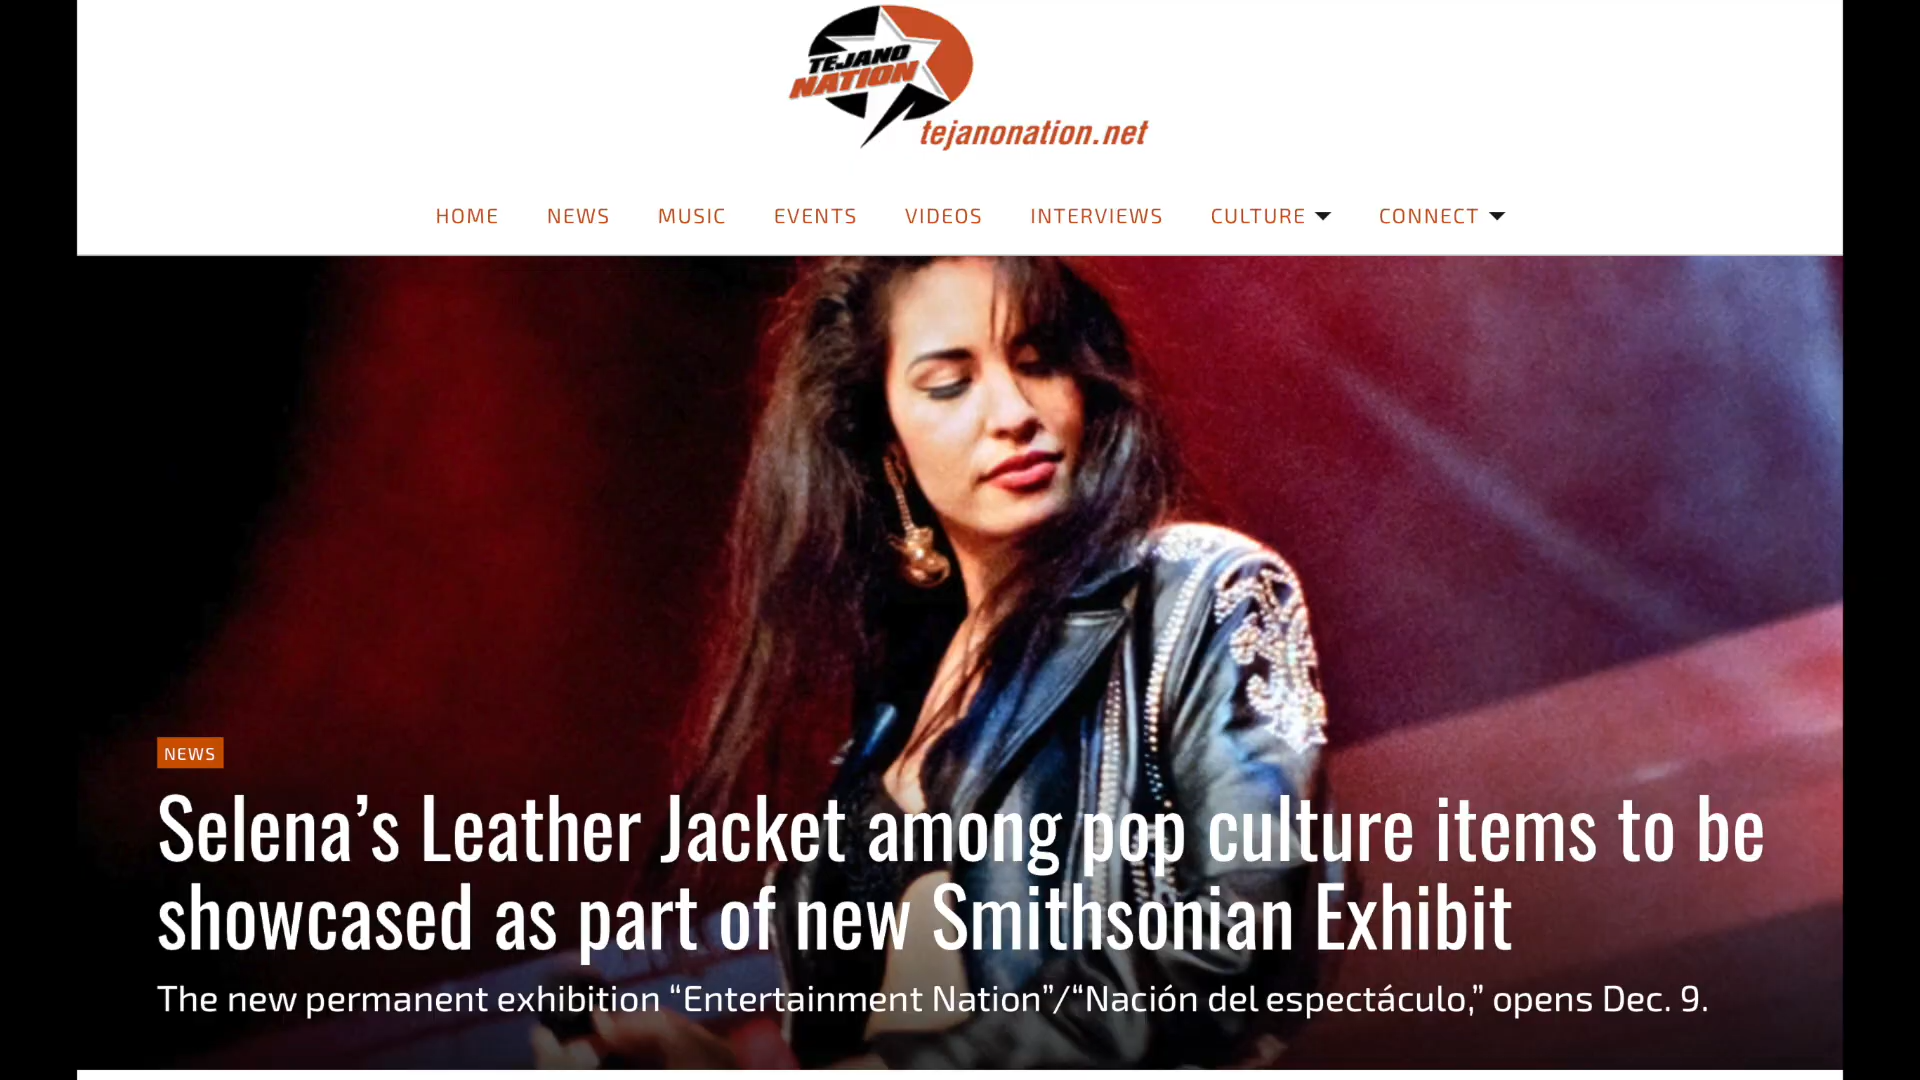 TEJANO
NATION
tejanonation.net
HOME NEWS MUSIC EVENTS VIDEOS INTERVIEWS CULTURE CONNECT
NEWS
Selena’s Leather Jacket among pop culture items to be
showcased as part of new Smithsonian Exhibit
The new permanent exhibition “Entertainment Nation”/“Nación del espectáculo,” opens Dec. 9.